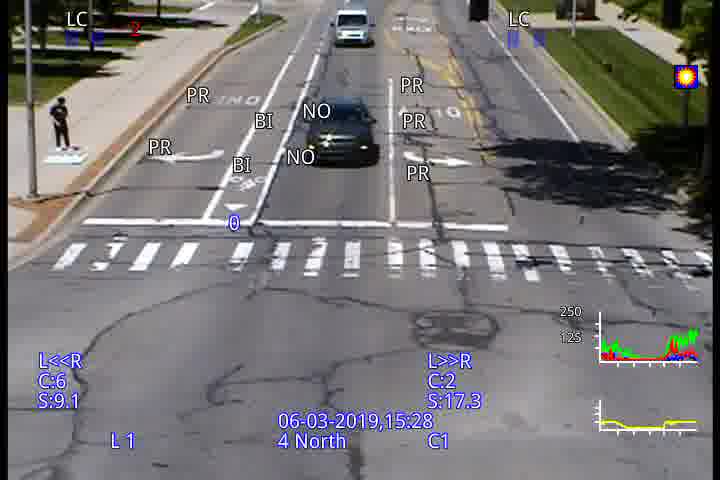 LC
2
LC
PR
PR
NO
BI
PR
PR
NO
BI
PR
0
250
125
L<<R
C:6
S:9.1
L>>R
C:2
S:17.3
06-03-2019,15:28
L 1
4 North
C1